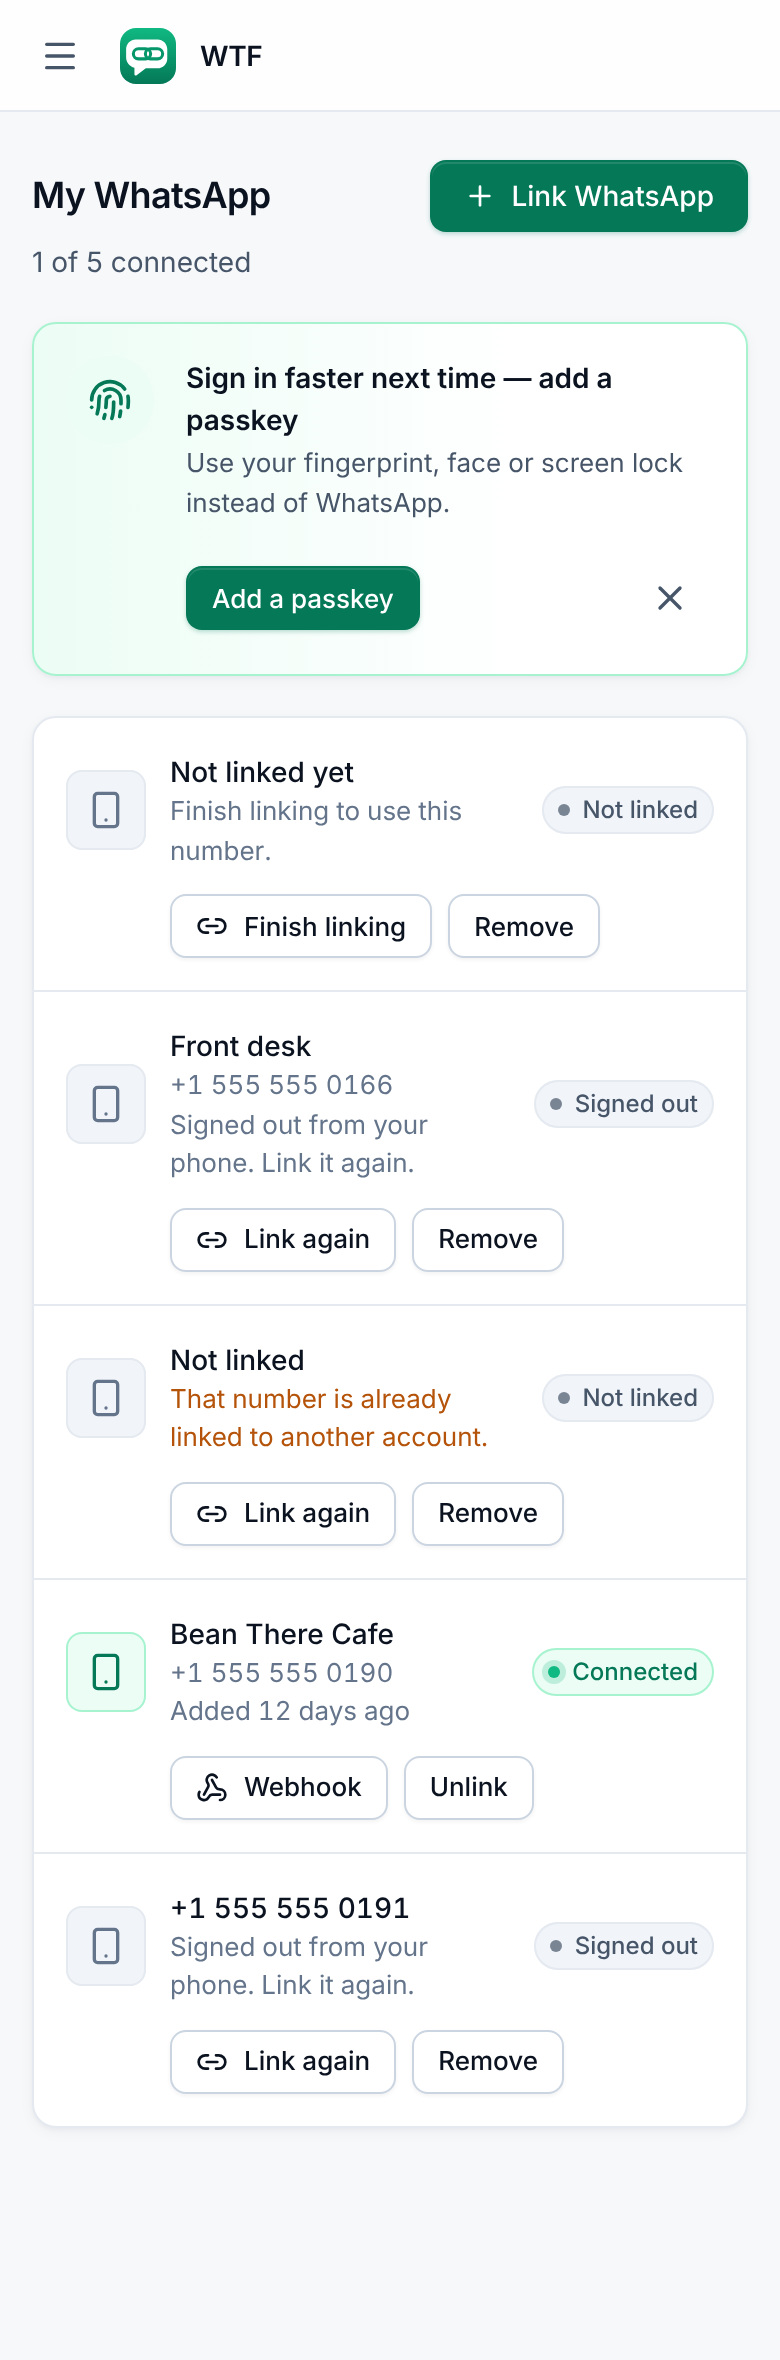 WTF
My WhatsApp
Link WhatsApp
1 of 5 connected
Sign in faster next time — add a
passkey
Use your fingerprint, face or screen lock
instead of WhatsApp.
Add a passkey
Not linked yet
Finish linking to use this
number.
Not linked
Finish linking
Remove
Front desk
+1 555 555 0166
Signed out from your
phone. Link it again.
Signed out
Link again
Remove
Not linked
That number is already
linked to another account.
Not linked
Link again
Remove
Bean There Cafe
+1 555 555 0190
Added 12 days ago
Connected
Webhook
Unlink
+1 555 555 0191
Signed out from your
phone. Link it again.
Signed out
Link again
Remove